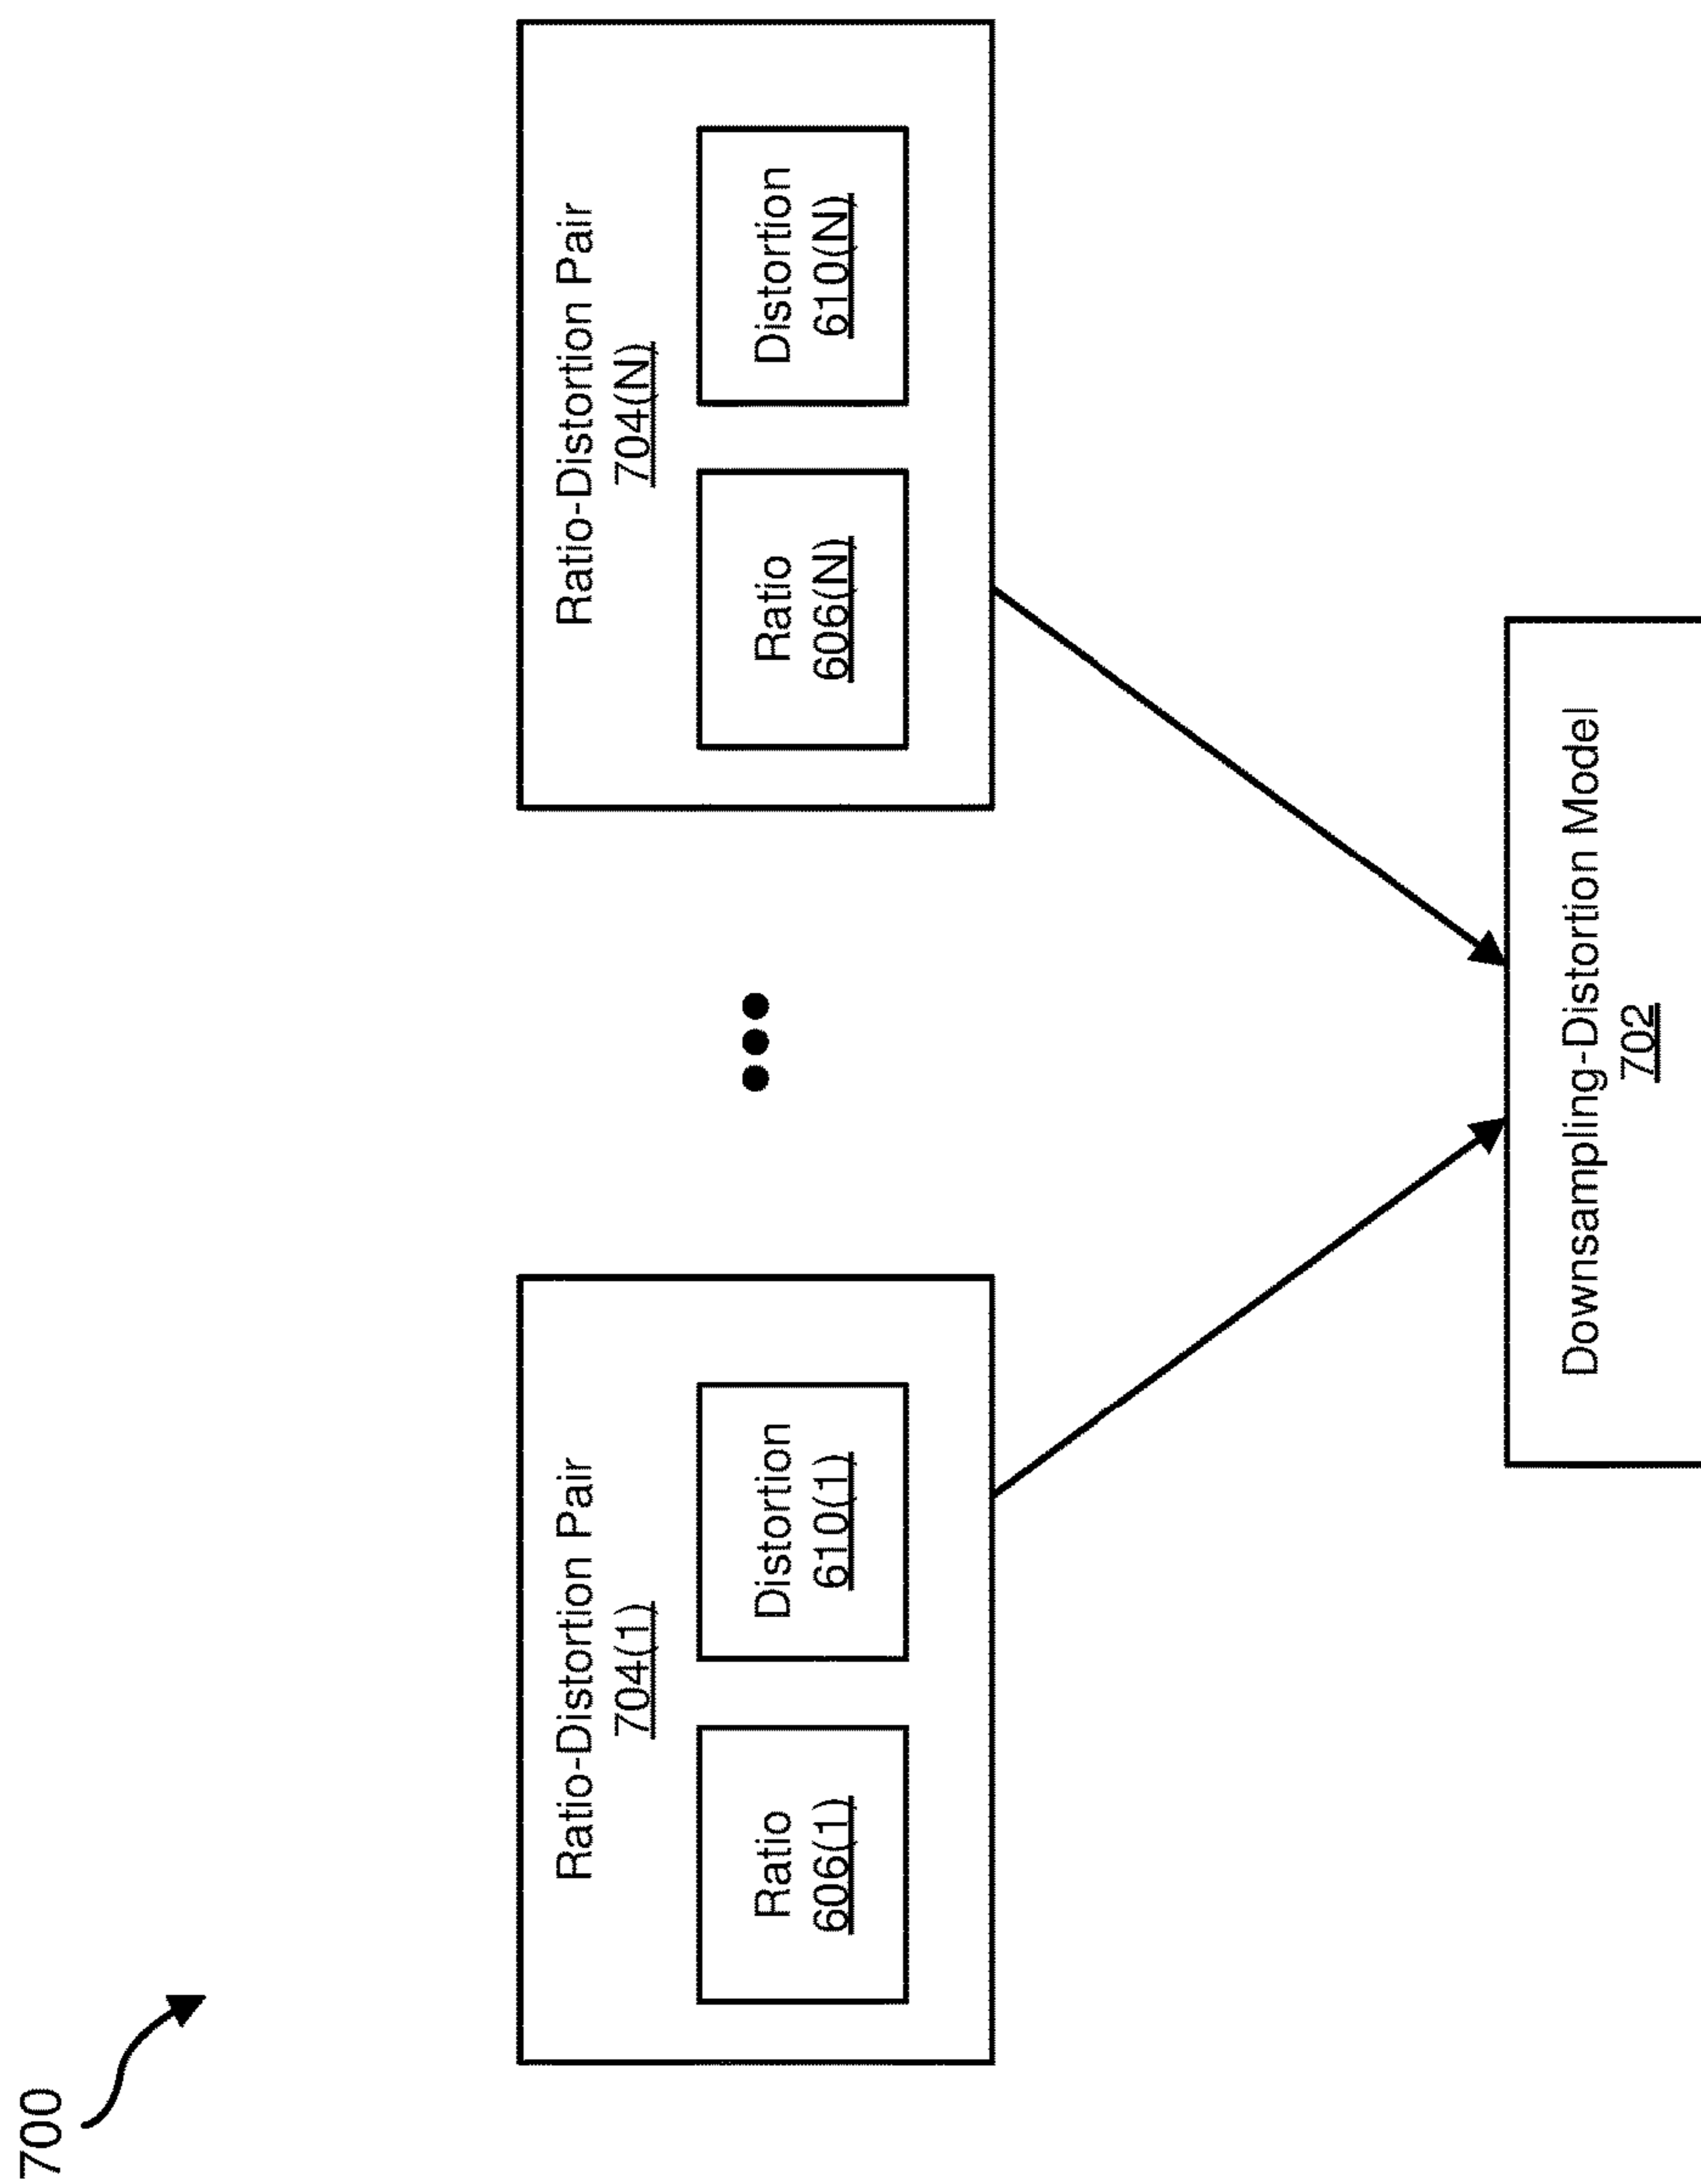 700
Ratio-Distortion Pair
704(1)
Ratio
606(1)
Distortion
610(1)
Ratio-Distortion Pair
704(N)
Ratio
606(N)
Distortion
610(N)
Downsampling-Distortion Model
702